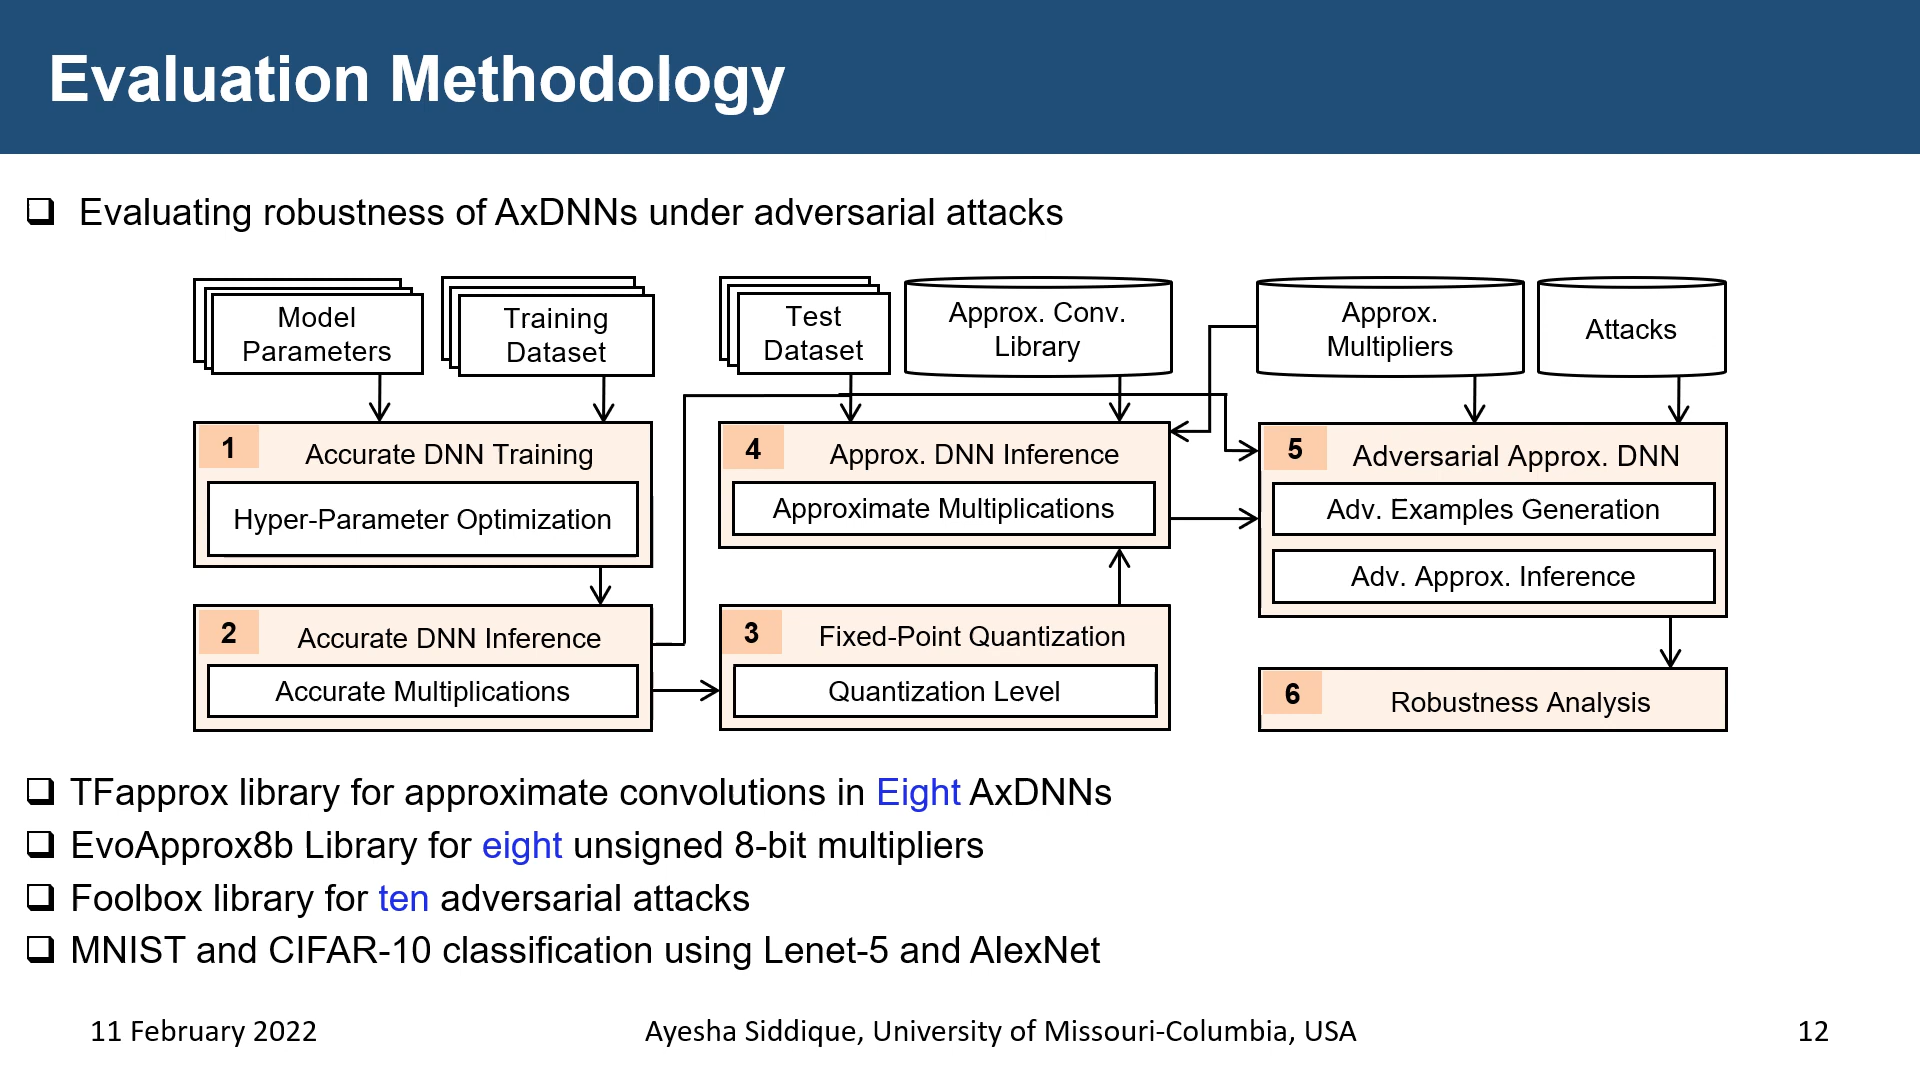 Evaluation Methodology
Evaluating robustness of AxDNNs under adversarial attacks
Model
Parameters
Training
Dataset
Test
Dataset
Approx. Conv.
Library
Approx.
Multipliers
Attacks
1 Accurate DNN Training
Hyper-Parameter Optimization
2 Accurate DNN Inference
Accurate Multiplications
4 Approx. DNN Inference
Approximate Multiplications
3 Fixed-Point Quantization
Quantization Level
5 Adversarial Approx. DNN
Adv. Examples Generation
Adv. Approx. Inference
6 Robustness Analysis
TFapprox library for approximate convolutions in Eight AxDNNs
EvoApprox8b Library for eight unsigned 8-bit multipliers
Foolbox library for ten adversarial attacks
MNIST and CIFAR-10 classification using Lenet-5 and AlexNet
11 February 2022
Ayesha Siddique, University of Missouri-Columbia, USA
12